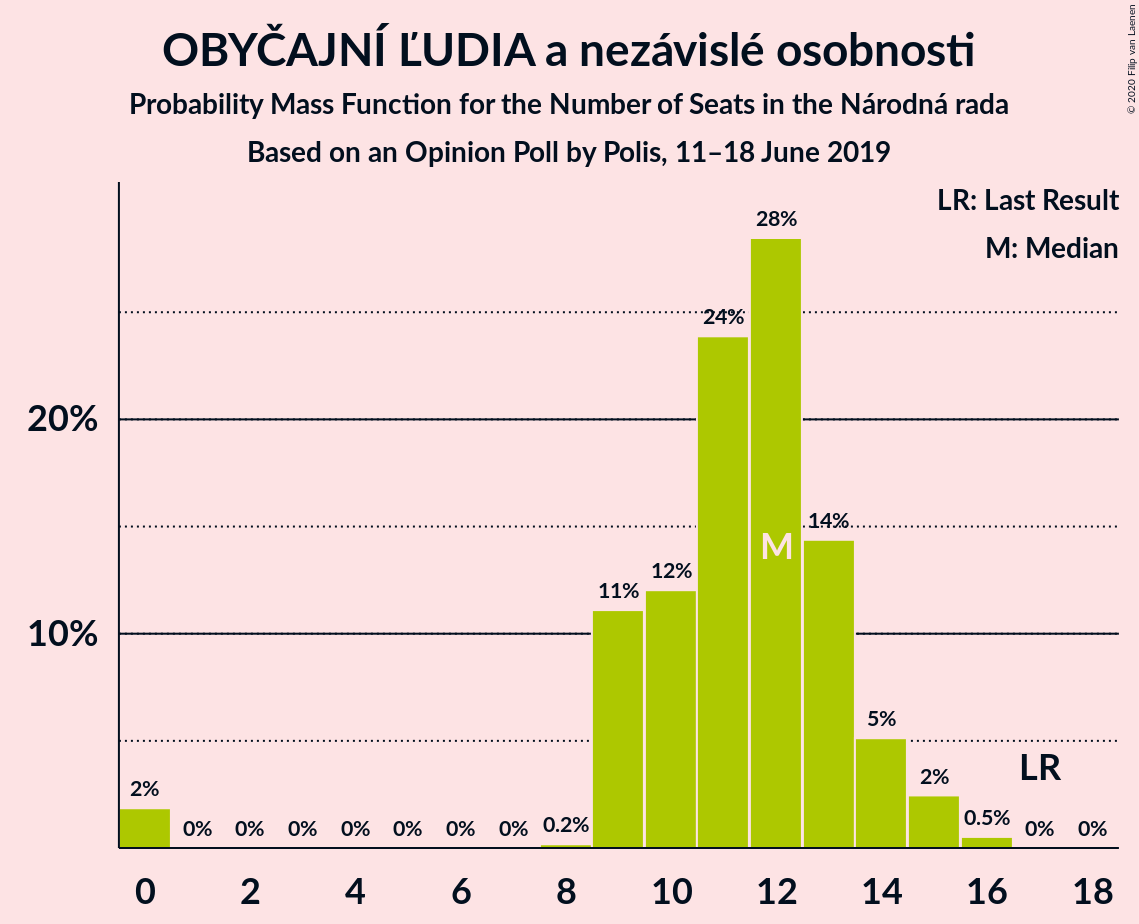 OBYČAJNÍ ĽUDIA a nezávislé osobnosti
Probability Mass Function for the Number of Seats in the Národná rada
Based on an Opinion Poll by Polis, 11–18 June 2019
© 2020 Filip van Laenen
LR: Last Result
M: Median
28%
24%
20%
14%
M
12%
11%
10%
5%
LR
2%
2%
0%
0%
0%
0%
0%
0%
0%
0.2%
0.5%
0%
0%
0 2 4 6 8 10 12 14 16 18